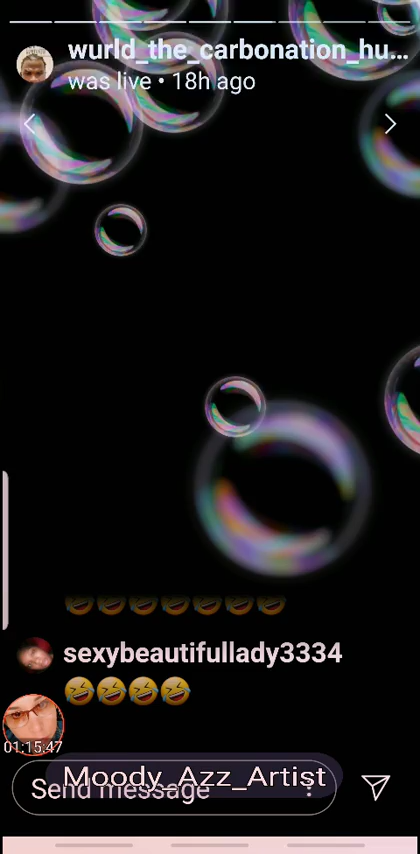 wurld_the_carbonation_hu...
was live • 18h ago
🤣🤣🤣🤣🤣🤣🤣
sexybeautifullady3334
🤣🤣🤣🤣
01:15:47
Moody_Azz_Artist
Send message